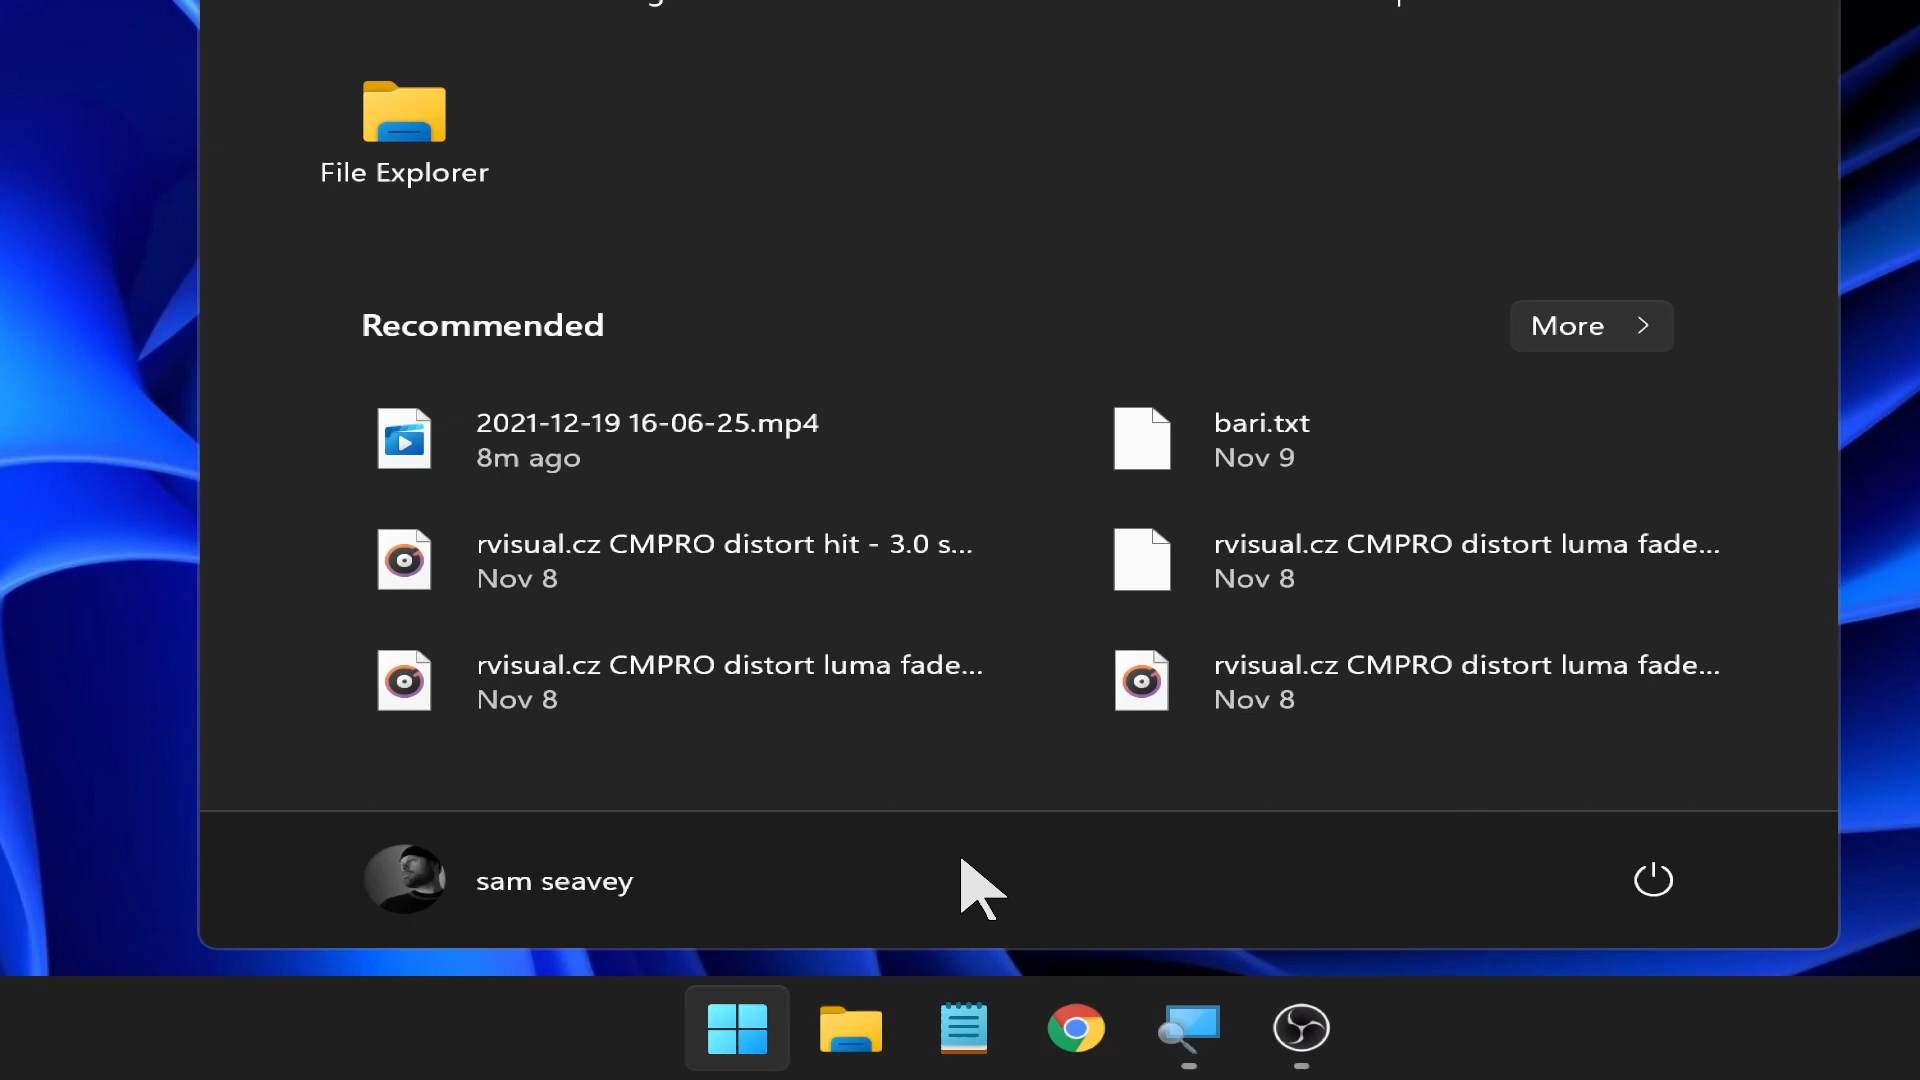 File Explorer
Recommended
More
2021-12-19 16-06-25.mp4
8m ago
bari.txt
Nov 9
rvisual.cz CMPRO distort hit - 3.0 s...
Nov 8
rvisual.cz CMPRO distort luma fade...
Nov 8
rvisual.cz CMPRO distort luma fade...
Nov 8
rvisual.cz CMPRO distort luma fade...
Nov 8
sam seavey